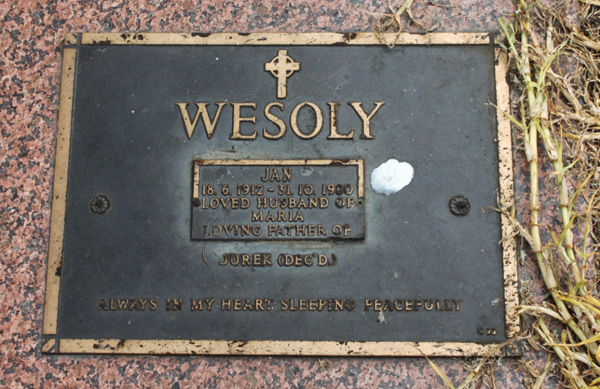 WESOLY
JAN
18. 6. 1912 - 31. 10.
LOVED HUSBAND OF
MARIA
LOVING FATHER OF
JUREK (DEC'D.)
ALWAYS IN MY HEART SLEEPING PEACEFULLY